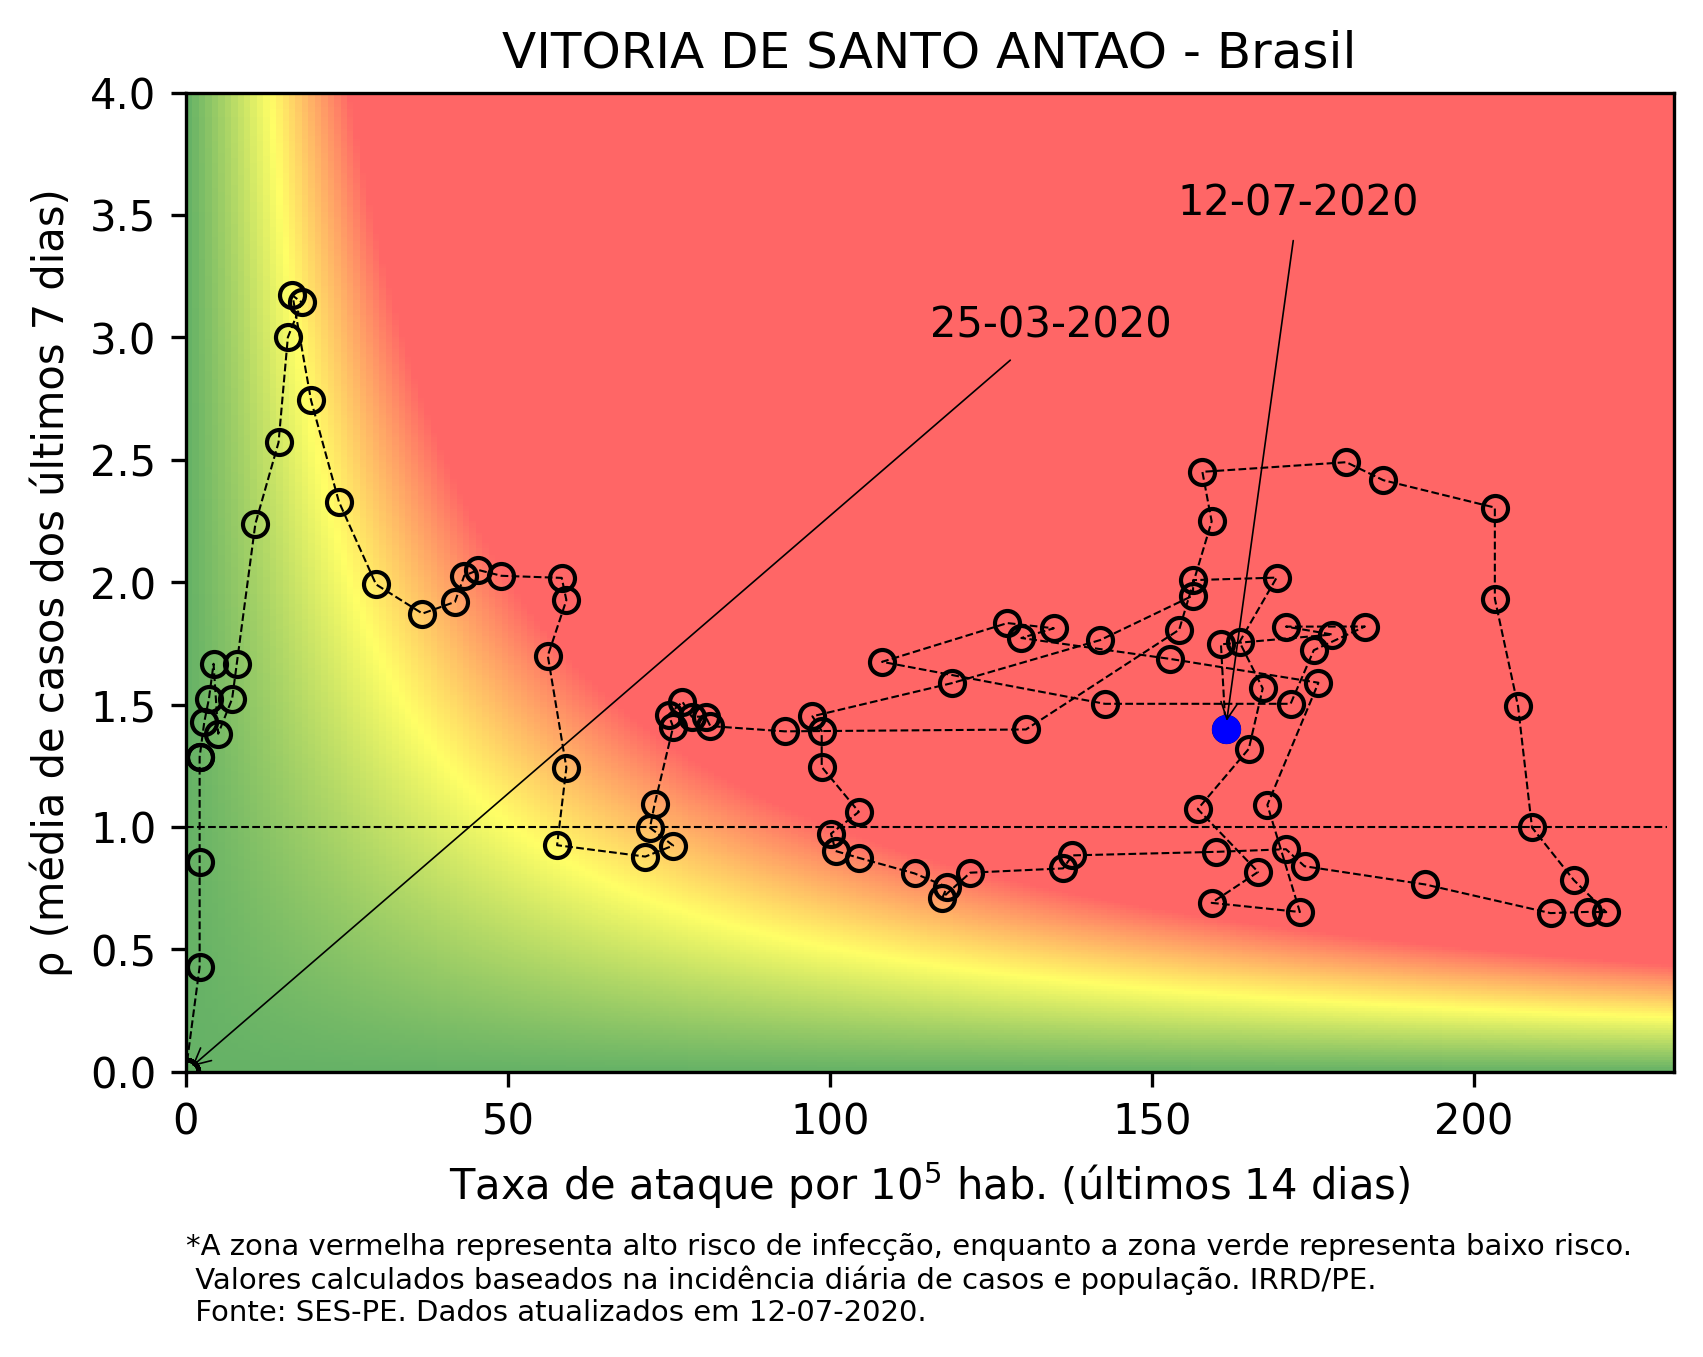 VITORIA DE SANTO ANTAO - Brasil
4.0
3.5
3.0
2.5
2.0
1.5
1.0
0.5
0.0
ρ (média de casos dos últimos 7 dias)
12-07-2020
25-03-2020
0
50
100
150
200
Taxa de ataque por 10⁵ hab. (últimos 14 dias)
*A zona vermelha representa alto risco de infecção, enquanto a zona verde representa baixo risco.
Valores calculados baseados na incidência diária de casos e população. IRRD/PE.
Fonte: SES-PE. Dados atualizados em 12-07-2020.